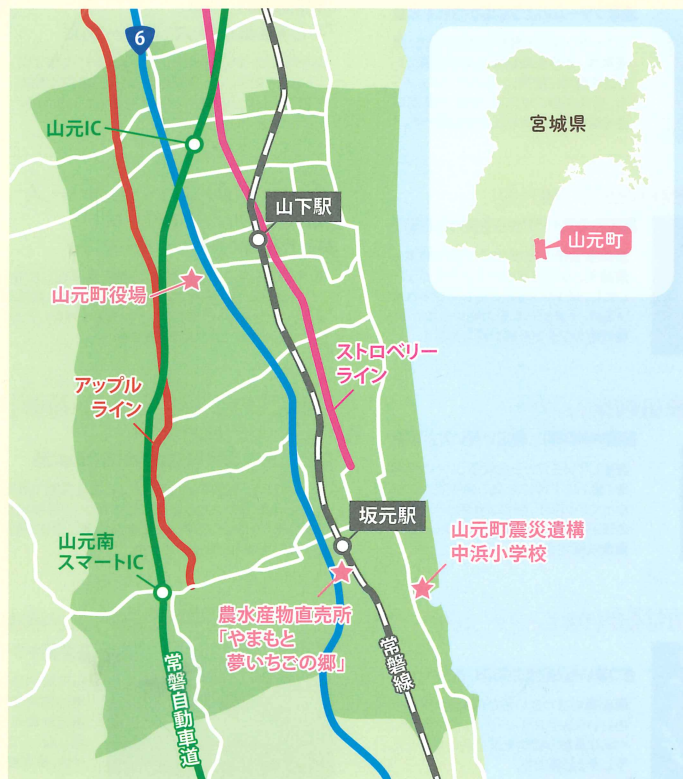 6
宮城県
山元IC
山下駅
山元町
山元町役場
ストロベリー
ライン
アップル
ライン
坂元駅
山元町震災遺構
中浜小学校
山元南
スマートIC
農水産物直売所
「やまもと
夢いちごの郷」
常磐線
常磐自動車道